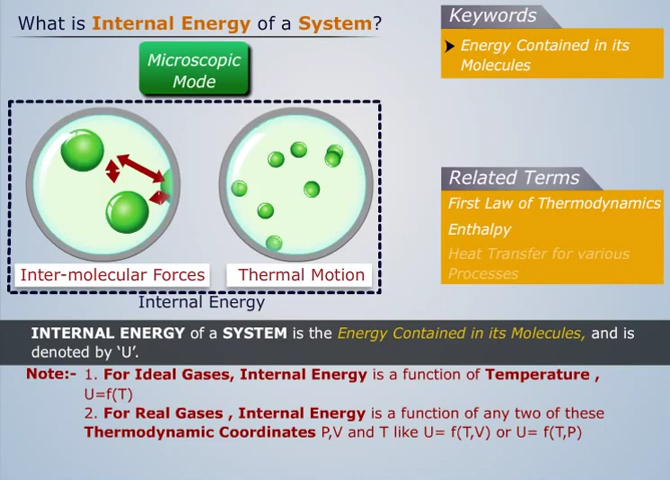 What is Internal Energy of a System?
Microscopic
Mode
Inter-molecular Forces
Thermal Motion
Internal Energy
Keywords
Energy Contained in its
Molecules
Related Terms
First Law of Thermodynamics
Enthalpy
Heat Transfer for various
Processes
INTERNAL ENERGY of a SYSTEM is the Energy Contained in its Molecules, and is
denoted by ‘U’.
Note:- 1. For Ideal Gases, Internal Energy is a function of Temperature ,
U=f(T)
2. For Real Gases , Internal Energy is a function of any two of these
Thermodynamic Coordinates P,V and T like U= f(T,V) or U= f(T,P)